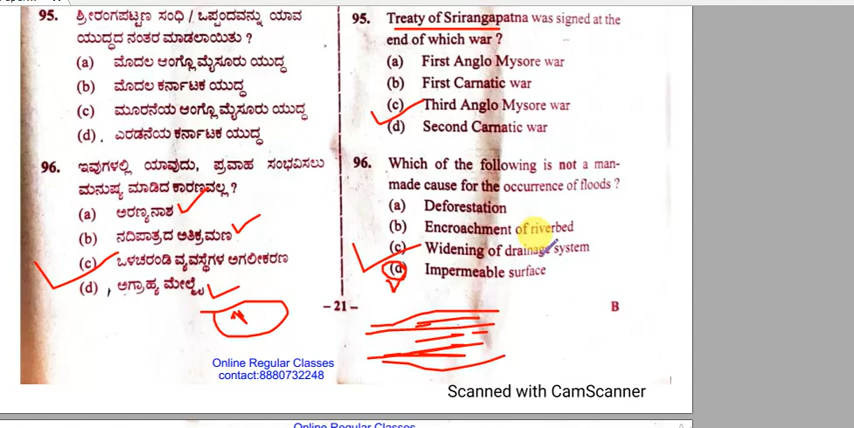 95. ಶ್ರೀರಂಗಪಟ್ಟಣ ಸಂಧಿ / ಒಪ್ಪಂದವನ್ನು ಯಾವ
ಯುದ್ಧದ ನಂತರ ಮಾಡಲಾಯಿತು ?
(a) ಮೊದಲ ಆಂಗ್ಲೊ ಮೈಸೂರು ಯುದ್ಧ
(b) ಮೊದಲ ಕರ್ನಾಟಕ ಯುದ್ಧ
(c) ಮೂರನೆಯ ಆಂಗ್ಲೊ ಮೈಸೂರು ಯುದ್ಧ
(d) ಎರಡನೆಯ ಕರ್ನಾಟಕ ಯುದ್ಧ
96. ಇವುಗಳಲ್ಲಿ ಯಾವುದು, ಪ್ರವಾಹ ಸಂಭವಿಸಲು
ಮನುಷ್ಯ ಮಾಡಿದ ಕಾರಣವಲ್ಲ ?
(a) ಅರಣ್ಯನಾಶ
(b) ನದಿಪಾತ್ರದ ಅತಿಕ್ರಮಣ
(c) ಒಳಚರಂಡಿ ವ್ಯವಸ್ಥೆಗಳ ಅಗಲೀಕರಣ
(d) ಅಗ್ರಾಹ್ಯ ಮೇಲ್ಮೈ
95. Treaty of Srirangapatna was signed at the
end of which war ?
(a) First Anglo Mysore war
(b) First Carnatic war
(c) Third Anglo Mysore war
(d) Second Carnatic war
96. Which of the following is not a man-
made cause for the occurrence of floods ?
(a) Deforestation
(b) Encroachment of riverbed
(c) Widening of drainage system
(d) Impermeable surface
– 21 –
B
Online Regular Classes
contact:8880732248
Scanned with CamScanner
Online Regular Classes